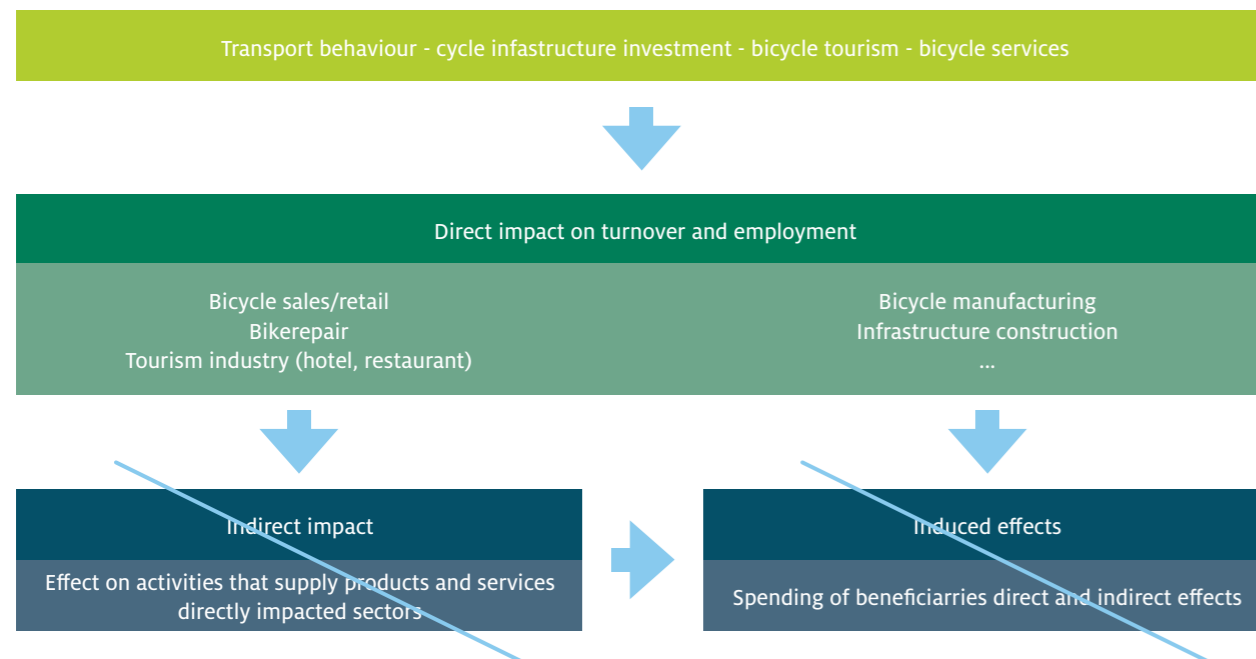 Transport behaviour - cycle infastructure investment - bicycle tourism - bicycle services
Direct impact on turnover and employment
Bicycle sales/retail
Bikerepair
Tourism industry (hotel, restaurant)
Bicycle manufacturing
Infrastructure construction
...
Indirect impact
Effect on activities that supply products and services
directly impacted sectors
Induced effects
Spending of beneficiarries direct and indirect effects